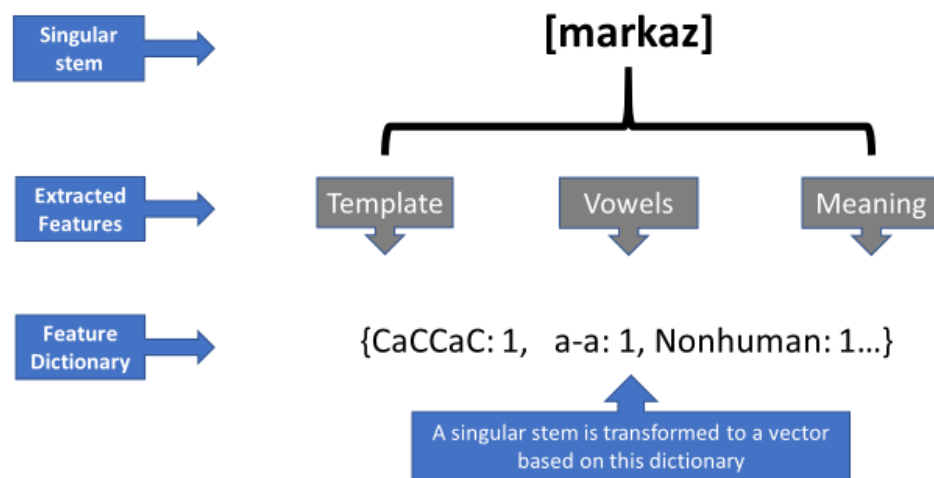 Singular
stem
[markaz]
Extracted
Features
Template
Vowels
Meaning
Feature
Dictionary
{CaCCaC: 1, a-a: 1, Nonhuman: 1...}
A singular stem is transformed to a vector
based on this dictionary